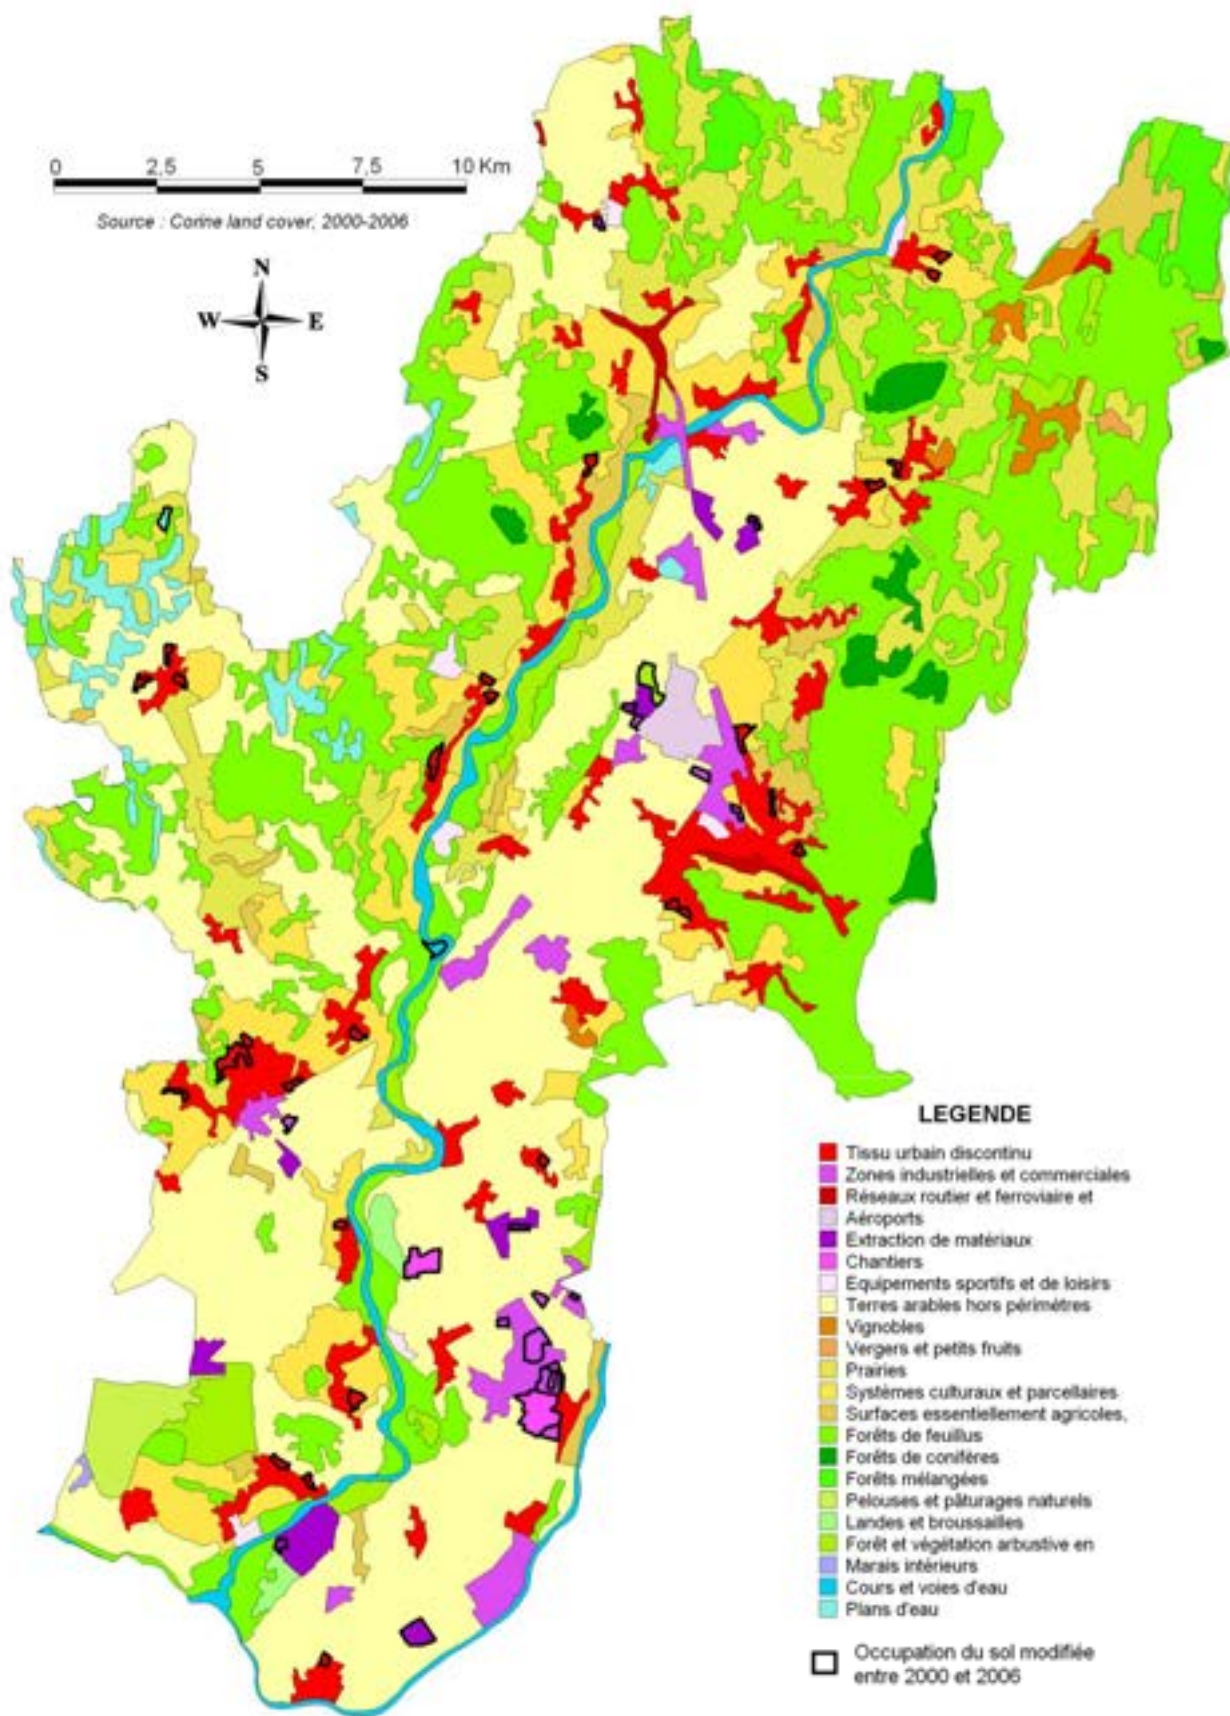 0 2,5 5 7,5 10 Km
Source : Corine land cover, 2000-2006
N
W E
S
LEGENDE
Tissu urbain discontinu
Zones industrielles et commerciales
Réseaux routier et ferroviaire et
Aéroports
Extraction de matériaux
Chantiers
Equipements sportifs et de loisirs
Terres arables hors périmètres
Vignobles
Vergers et petits fruits
Prairies
Systèmes culturaux et parcellaires
Surfaces essentiellement agricoles,
Forêts de feuillus
Forêts de conifères
Forêts mélangées
Pelouses et pâturages naturels
Landes et broussailles
Forêt et végétation arbustive en
Marais intérieurs
Cours et voies d'eau
Plans d'eau
Occupation du sol modifiée
entre 2000 et 2006